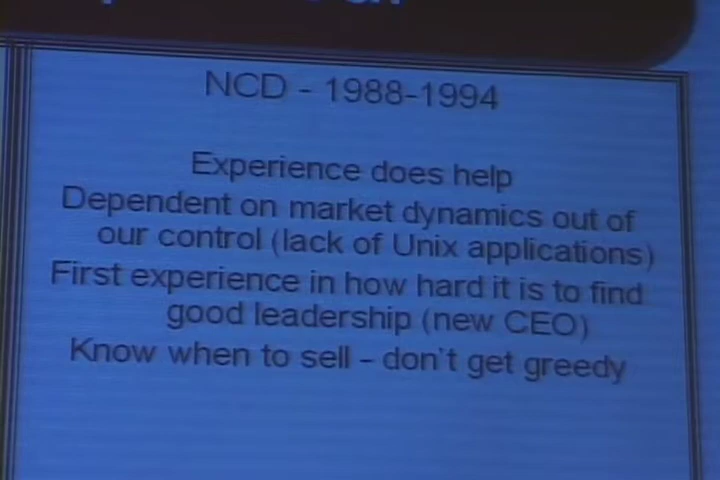 NCD - 1988-1994
Experience does help
Dependent on market dynamics out of
our control (lack of Unix applications)
First experience in how hard it is to find
good leadership (new CEO)
Know when to sell – don't get greedy